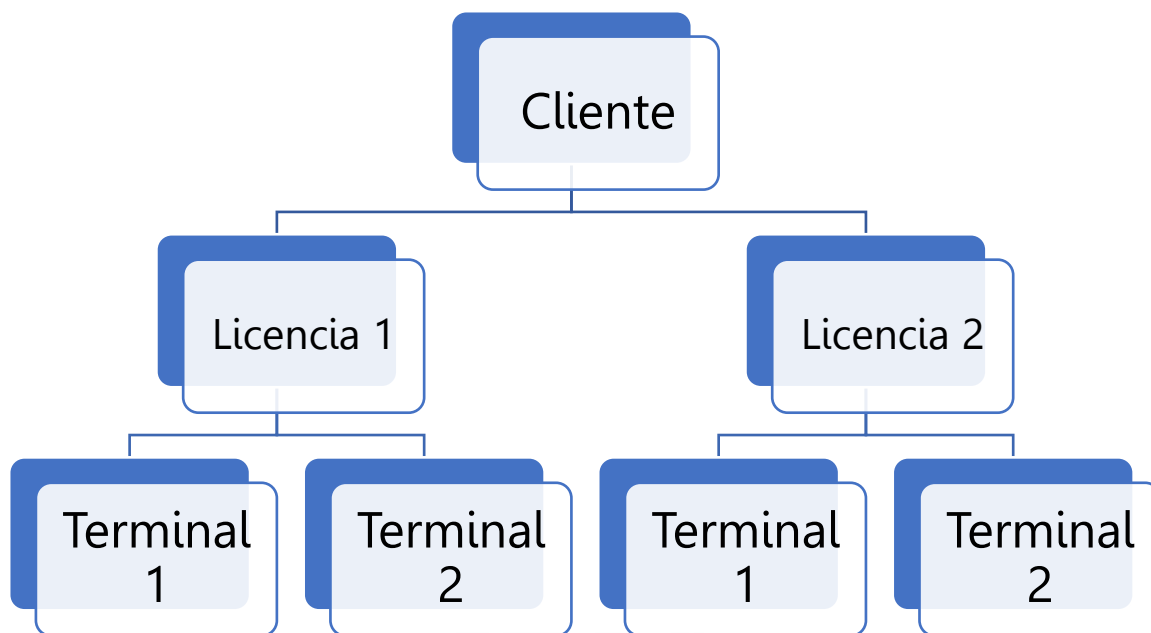 Cliente
Licencia 1
Licencia 2
Terminal
1
Terminal
2
Terminal
1
Terminal
2